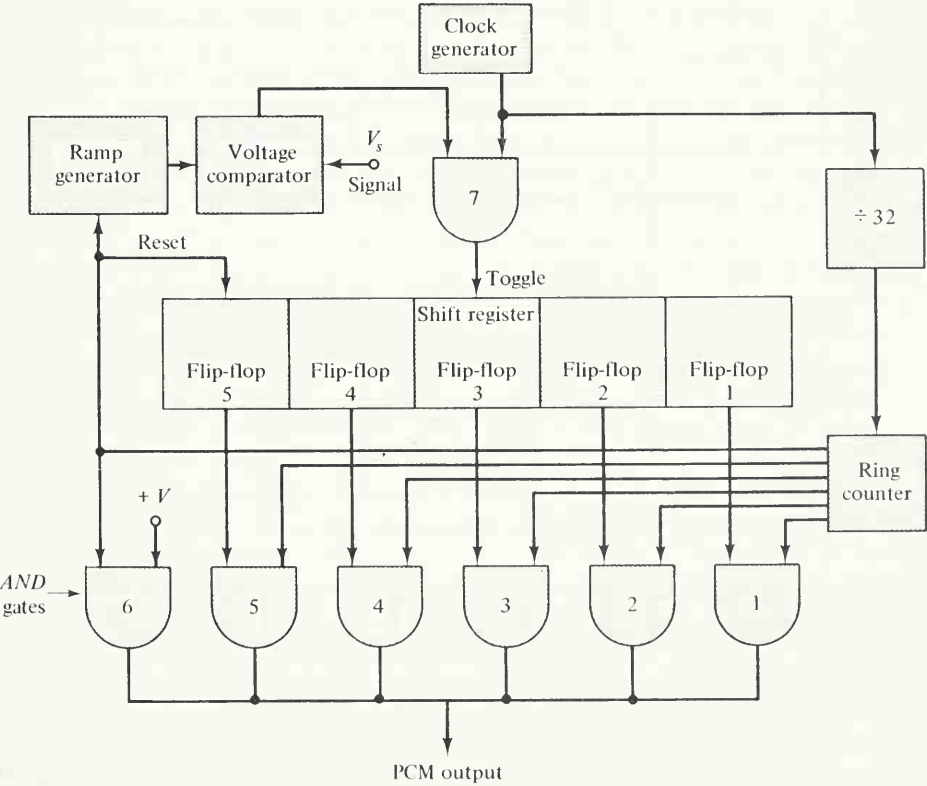 Clock
generator
Ramp
generator
Voltage
comparator
Vs
Signal
7
÷ 32
Reset
Toggle
Shift register
Flip-flop
5
Flip-flop
4
Flip-flop
3
Flip-flop
2
Flip-flop
1
Ring
counter
+ V
AND
gates
6
5
4
3
2
1
PCM output